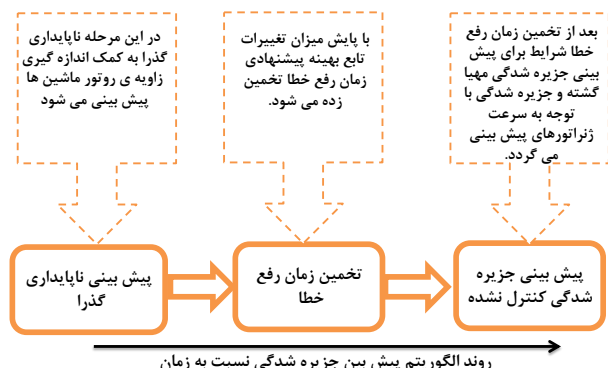 در این مرحله ناپایداری
گذرا به کمک اندازه گیری
زاویه ی روتور ماشین ها
پیش بینی می شود
با پایش میزان تغییرات
تابع بهینه پیشنهادی
زمان رفع خطا تخمین
زده می شود.
بعد از تخمین زمان رفع
خطا شرایط برای پیش
بینی جزیره شدگی مهیا
گشته و جزیره شدگی با
توجه به سرعت
ژنراتورهای پیش بینی
می گردد.
پیش بینی ناپایداری
گذرا
تخمین زمان رفع
خطا
پیش بینی جزیره
شدگی کنترل نشده
روند الگوریتم پیش بین جزیره شدگی نسبت به زمان